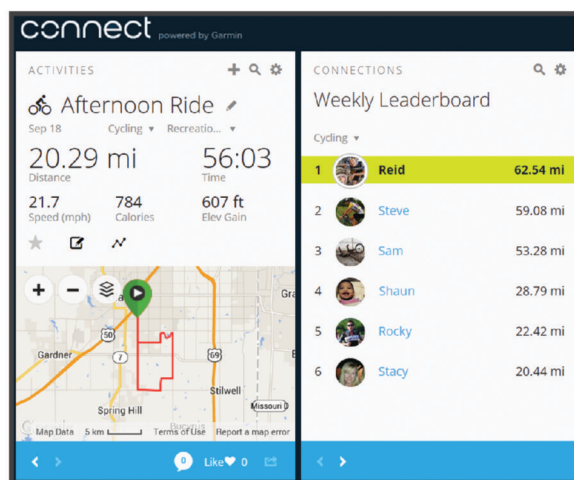 connect powered by Garmin
ACTIVITIES
Afternoon Ride
Sep 18 Cycling Recreatio...
20.29 mi 56:03
Distance Time
21.7 784 607 ft
Speed (mph) Calories Elev Gain
50
Gardner 7 69
Stilwell
Spring Hill Missouri
Bucyrus
Map Data 5 km Terms of Use Report a map error
0 Like 0
CONNECTIONS
Weekly Leaderboard
Cycling
1 Reid 62.54 mi
2 Steve 59.08 mi
3 Sam 53.28 mi
4 Shaun 28.79 mi
5 Rocky 22.42 mi
6 Stacy 20.44 mi